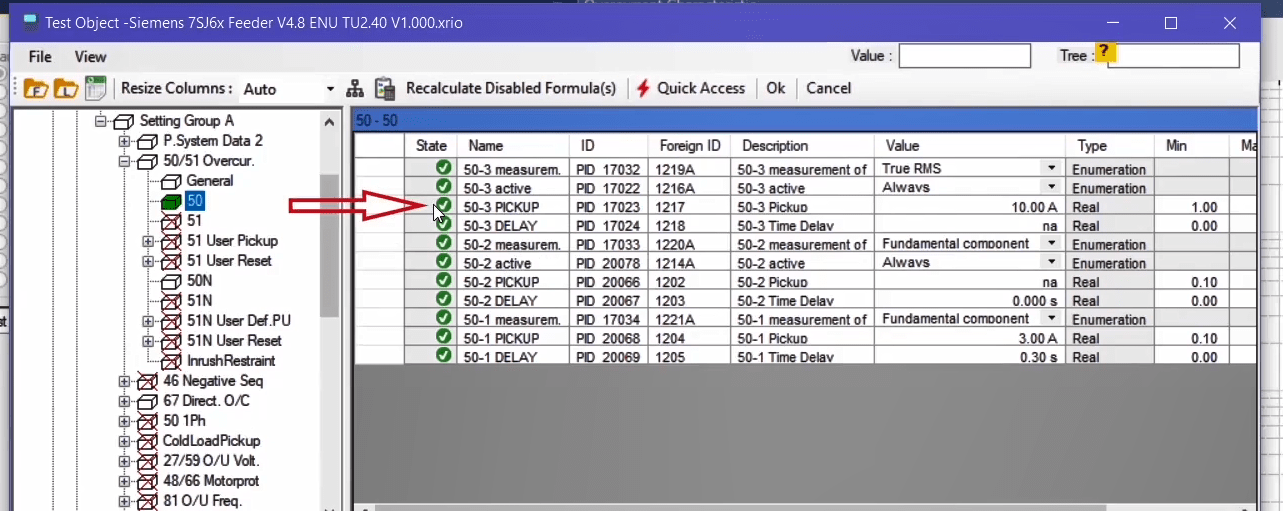 Test Object -Siemens 7SJ6x Feeder V4.8 ENU TU2.40 V1.000.xrio
File View Value : Tree : ?
Resize Columns : Auto Recalculate Disabled Formula(s) Quick Access Ok Cancel
Setting Group A
P.System Data 2
50/51 Overcur.
General
50
51
51 User Pickup
51 User Reset
50N
51N
51N User Def.PU
51N User Reset
InrushRestraint
46 Negative Seq
67 Direct. O/C
50 1Ph
ColdLoadPickup
27/59 O/U Volt.
48/66 Motorprot
81 O/U Freq.
50 - 50
State Name ID Foreign ID Description Value Type Min Ma
50-3 measurem. PID_17032 1219A 50-3 measurement of True RMS Enumeration
50-3 active PID_17022 1216A 50-3 active Always Enumeration
50-3 PICKUP PID_17023 1217 50-3 Pickup 10.00 A Real 1.00
50-3 DELAY PID_17024 1218 50-3 Time Delay na Real 0.00
50-2 measurem. PID_17033 1220A 50-2 measurement of Fundamental component Enumeration
50-2 active PID_20078 1214A 50-2 active Always Enumeration
50-2 PICKUP PID_20066 1202 50-2 Pickup na Real 0.10
50-2 DELAY PID_20067 1203 50-2 Time Delay 0.000 s Real 0.00
50-1 measurem. PID_17034 1221A 50-1 measurement of Fundamental component Enumeration
50-1 PICKUP PID_20068 1204 50-1 Pickup 3.00 A Real 0.10
50-1 DELAY PID_20069 1205 50-1 Time Delay 0.30 s Real 0.00